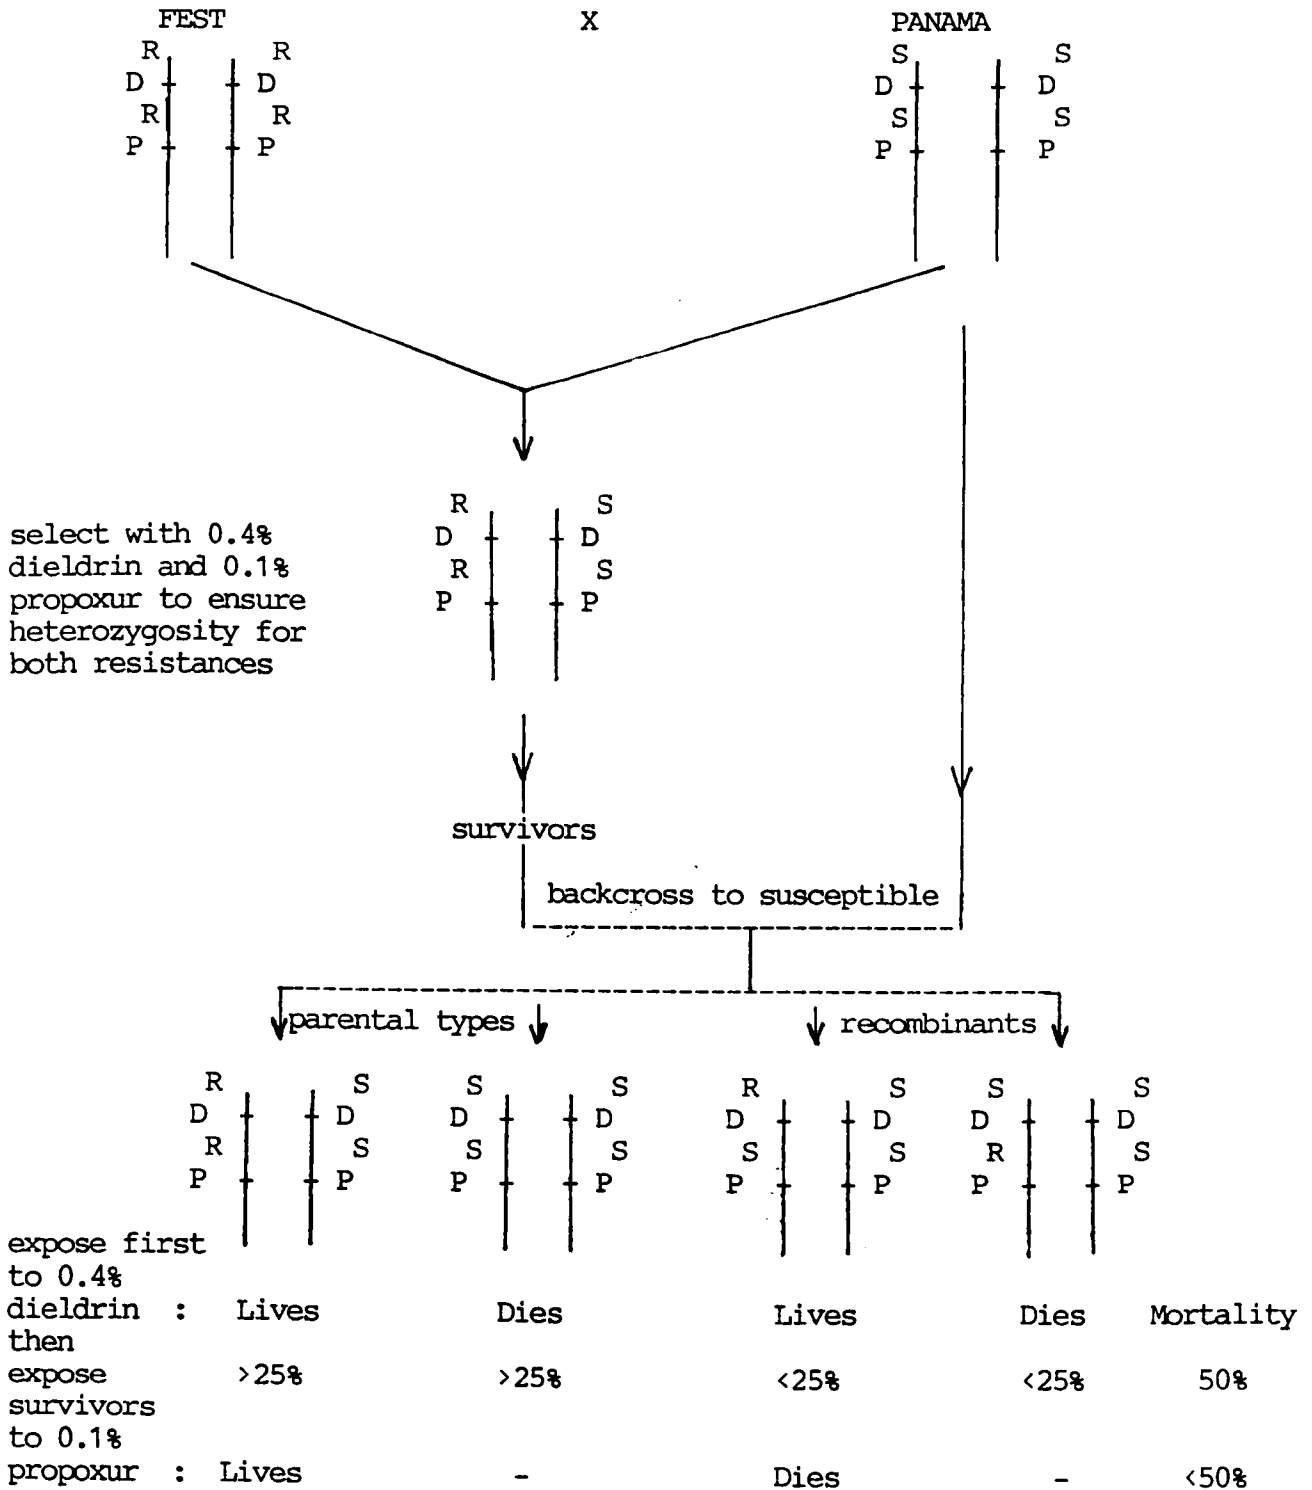 FEST X PANAMA
R R S S
D D D D
R R S S
P P P P
R S
D D
R S
P P
select with 0.4%
dieldrin and 0.1%
propoxur to ensure
heterozygosity for
both resistances
survivors
backcross to susceptible
parental types recombinants
R S S S R S S S
D D D D D D D D
R S S S S S R S
P P P P P P P P
expose first
to 0.4%
dieldrin : Lives Dies Lives Dies Mortality
then
expose >25% >25% <25% <25% 50%
survivors
to 0.1%
propoxur : Lives - Dies - <50%